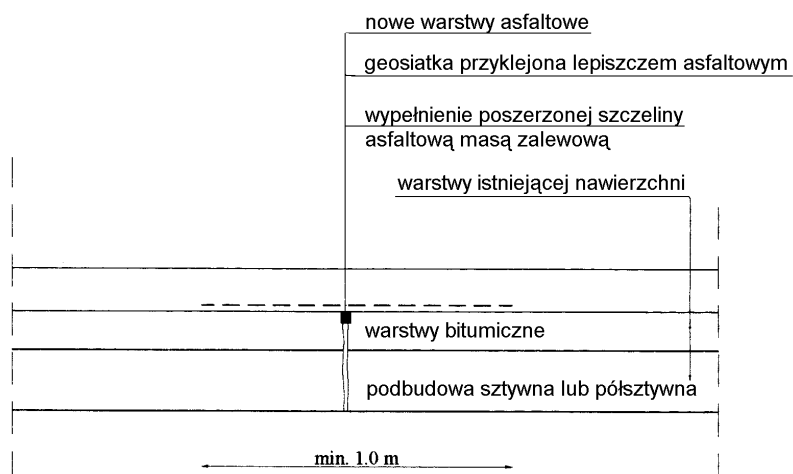 nowe warstwy asfaltowe
geosiatka przyklejona lepiszczem asfaltowym
wypełnienie poszerzonej szczeliny
asfaltową masą zalewową
warstwy istniejącej nawierzchni
warstwy bitumiczne
podbudowa sztywna lub półsztywna
min. 1.0 m